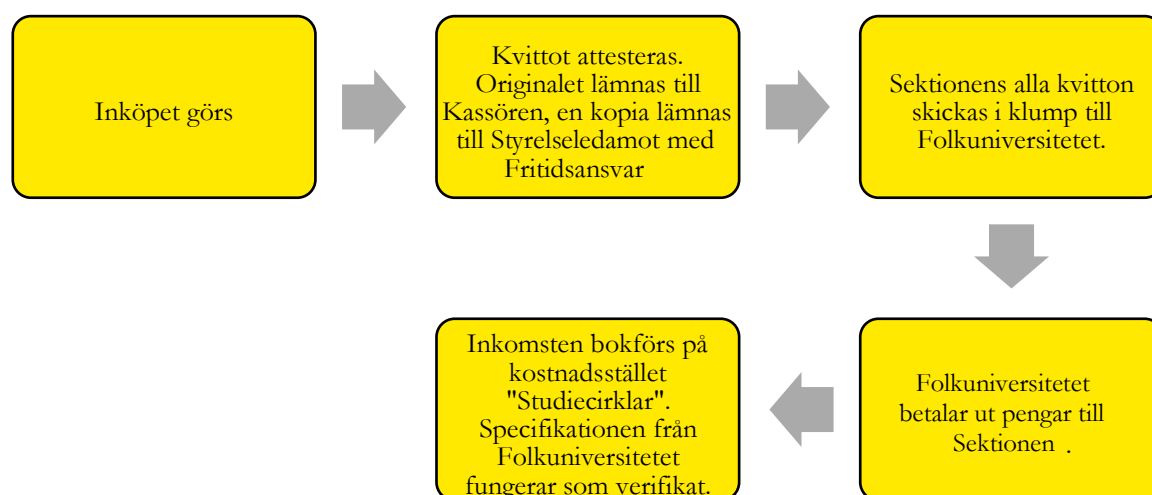 Inköpet görs
Kvittot attesteras.
Originalet lämnas till
Kassören, en kopia lämnas
till Styrelseledamot med
Fritidsansvar
Sektionens alla kvitton
skickas i klump till
Folkuniversitetet.
Folkuniversitetet
betalar ut pengar till
Sektionen .
Inkomsten bokförs på
kostnadsstället
"Studiecirklar".
Specifikationen från
Folkuniversitetet
fungerar som verifikat.